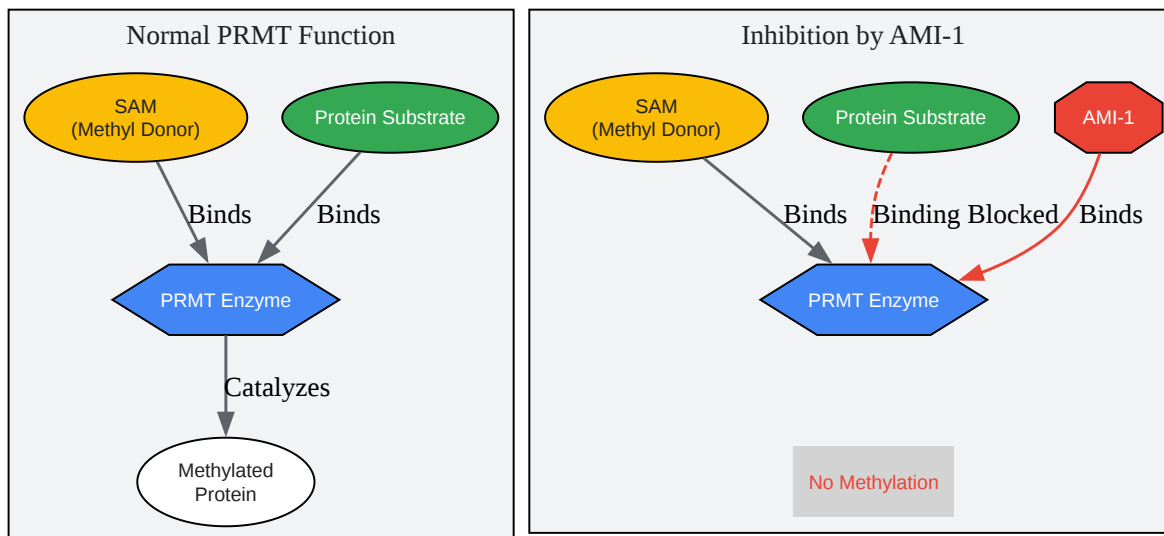 Normal PRMT Function
SAM
(Methyl Donor)
Protein Substrate
Binds
Binds
PRMT Enzyme
Catalyzes
Methylated
Protein
Inhibition by AMI-1
SAM
(Methyl Donor)
Protein Substrate
AMI-1
Binds
Binding Blocked
Binds
PRMT Enzyme
No Methylation